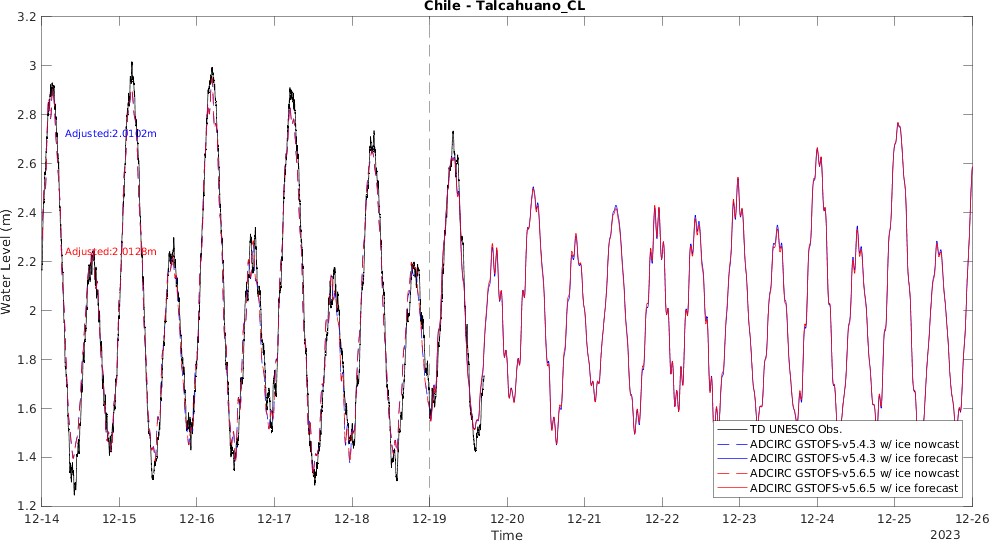 Chile - Talcahuano_CL
3.2
3
2.8
2.6
2.4
2.2
2
1.8
1.6
1.4
1.2
Water Level (m)
Adjusted:2.0102m
Adjusted:2.0128m
TD UNESCO Obs.
ADCIRC GSTOFS-v5.4.3 w/ ice nowcast
ADCIRC GSTOFS-v5.4.3 w/ ice forecast
ADCIRC GSTOFS-v5.6.5 w/ ice nowcast
ADCIRC GSTOFS-v5.6.5 w/ ice forecast
12-14 12-15 12-16 12-17 12-18 12-19 12-20 12-21 12-22 12-23 12-24 12-25 12-26
Time
2023